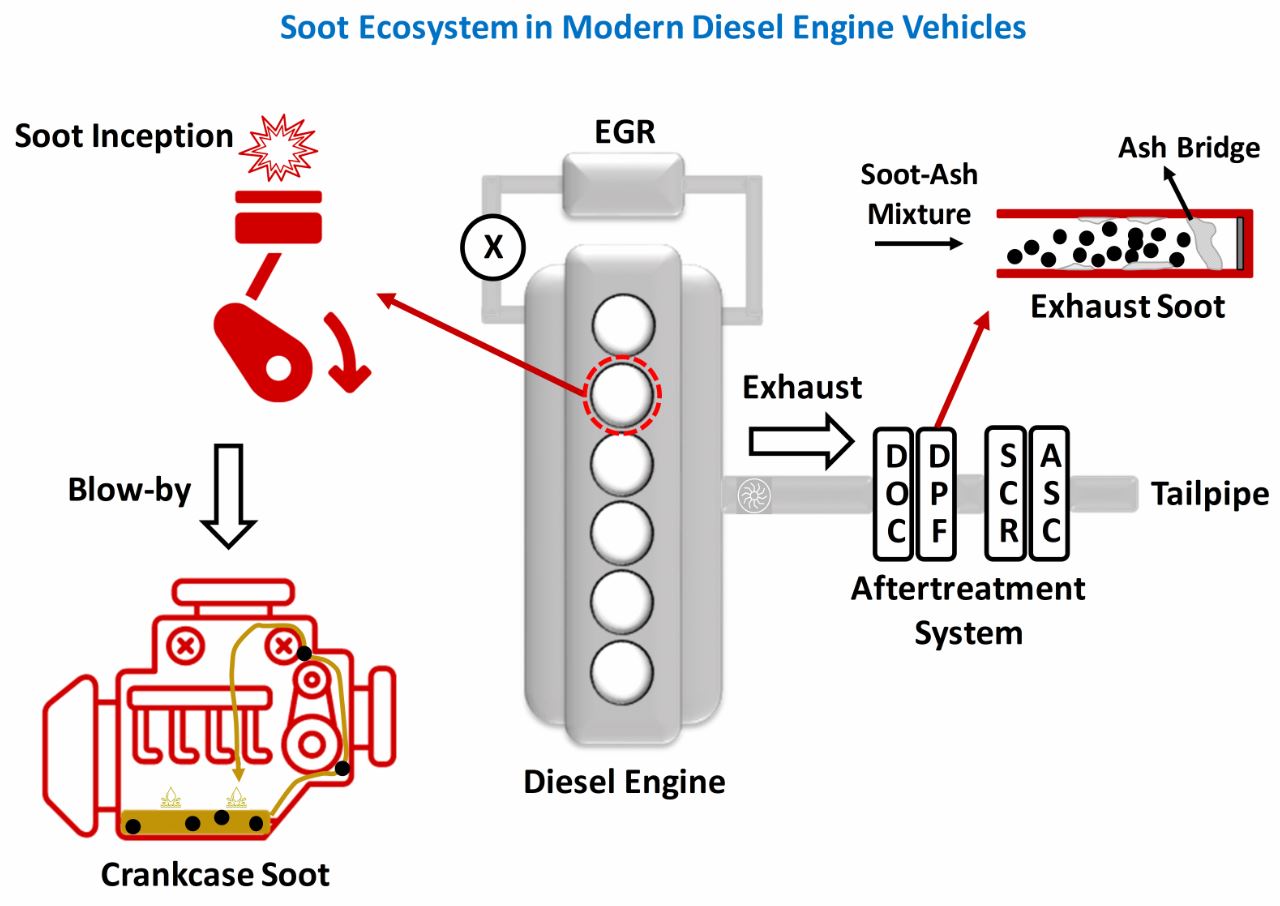 Soot Ecosystem in Modern Diesel Engine Vehicles
Soot Inception
EGR
X
Soot-Ash
Mixture
Ash Bridge
Exhaust Soot
Exhaust
Blow-by
DOC
DPF
SCR
ASC
Tailpipe
Aftertreatment
System
Diesel Engine
Crankcase Soot